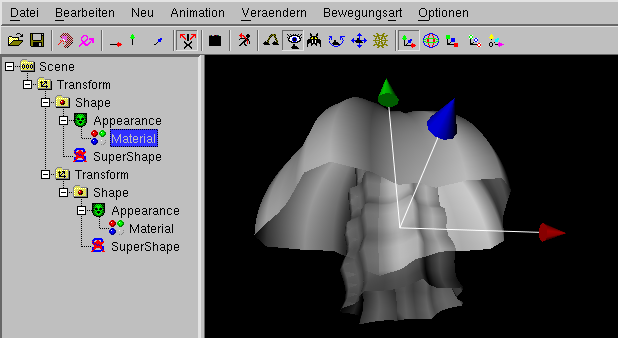 Datei Bearbeiten Neu Animation Veraendern Bewegungsart Optionen
Scene
Transform
Shape
Appearance
Material
SuperShape
Transform
Shape
Appearance
Material
SuperShape